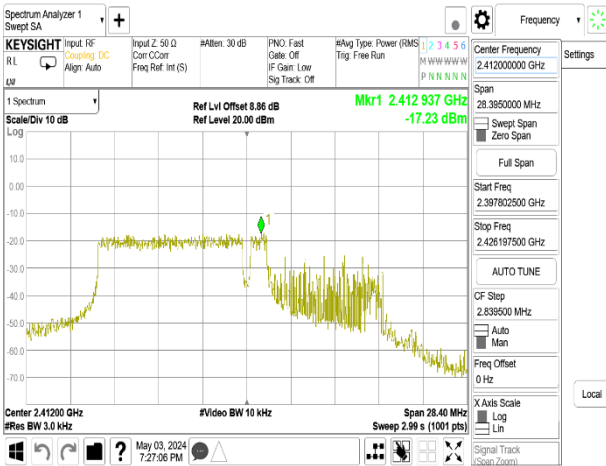 Spectrum Analyzer 1
Swept SA
Frequency
KEYSIGHT
RL
Input: RF
Coupling: DC
Align: Auto
Input Z: 50 Ω
Corr CCorr
Freq Ref: Int (S)
#Atten: 30 dB
PNO: Fast
Gate: Off
IF Gain: Low
Sig Track: Off
#Avg Type: Power (RMS
Trig: Free Run
1 2 3 4 5 6
M W W W W W
P N N N N N
1 Spectrum
Scale/Div 10 dB
Ref Lvl Offset 8.86 dB
Ref Level 20.00 dBm
Mkr1 2.412 937 GHz
-17.23 dBm
Log
10.0
0.00
-10.0
-20.0
-30.0
-40.0
-50.0
-60.0
-70.0
1
Center 2.41200 GHz
#Res BW 3.0 kHz
#Video BW 10 kHz
Span 28.40 MHz
Sweep 2.99 s (1001 pts)
May 03, 2024
7:27:06 PM
Center Frequency
2.412000000 GHz
Span
28.3950000 MHz
Swept Span
Zero Span
Full Span
Start Freq
2.397802500 GHz
Stop Freq
2.426197500 GHz
AUTO TUNE
CF Step
2.839500 MHz
Auto
Man
Freq Offset
0 Hz
X Axis Scale
Log
Lin
Signal Track
(Span Zoom)
Settings
Local